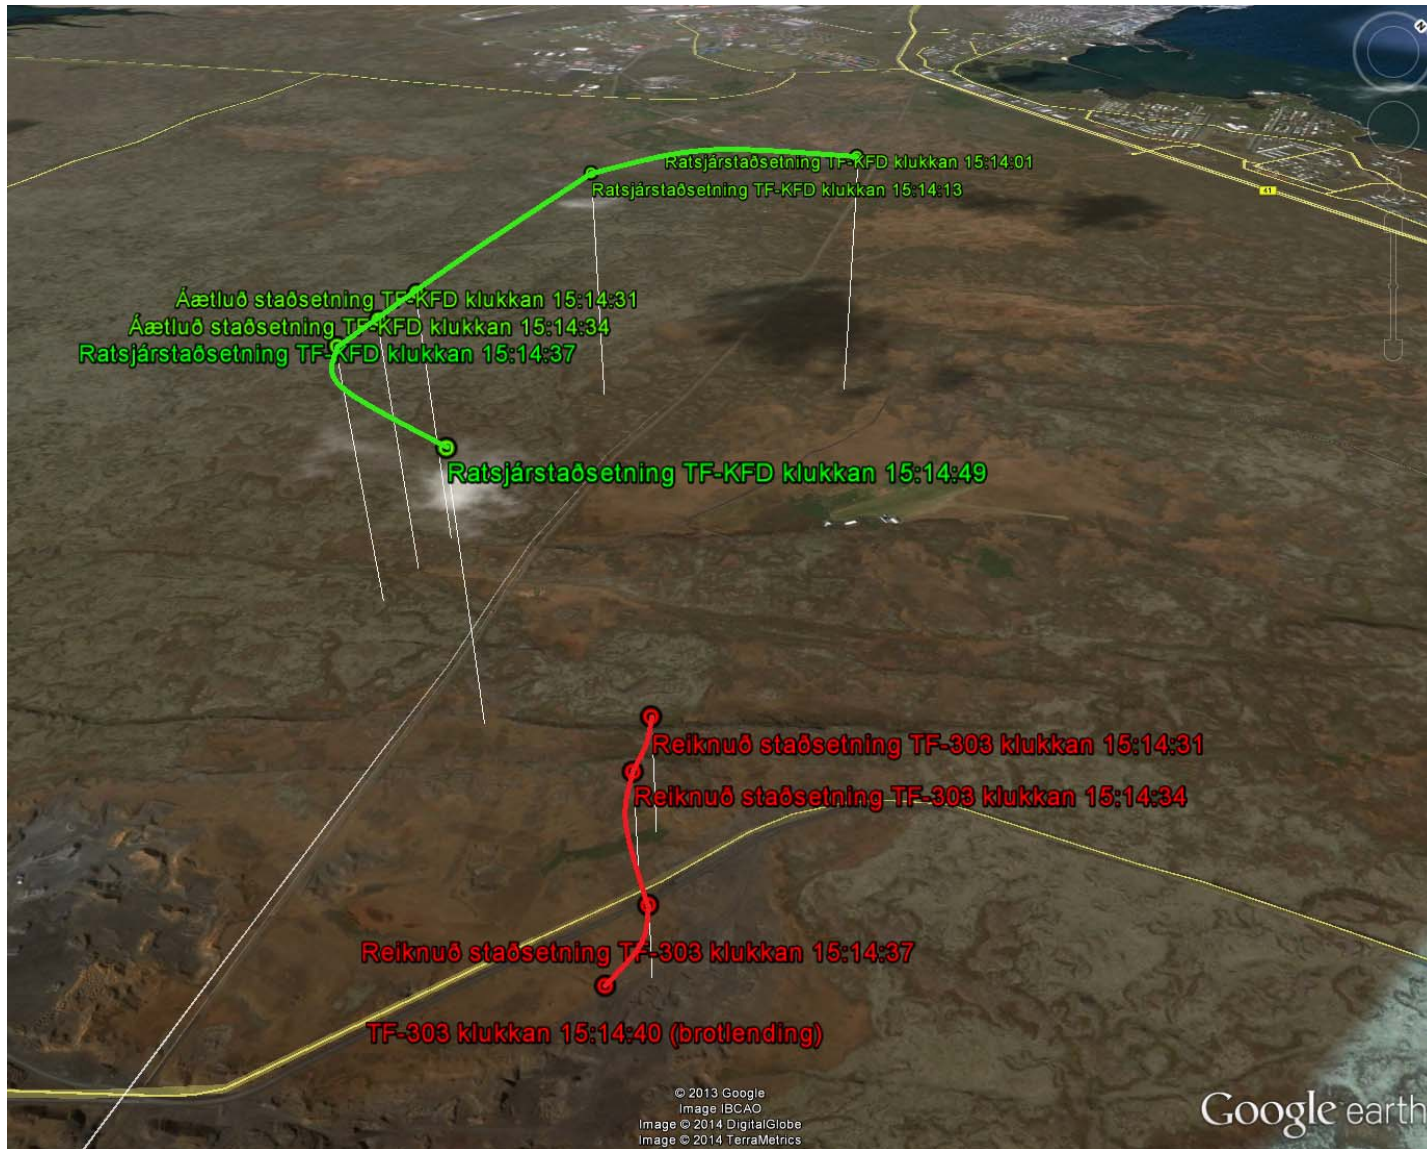 N
Ratsjárstaðsetning TF-KFD klukkan 15:14:01
Ratsjárstaðsetning TF-KFD klukkan 15:14:13
41
Áætluð staðsetning TF-KFD klukkan 15:14:31
Áætluð staðsetning TF-KFD klukkan 15:14:34
Ratsjárstaðsetning TF-KFD klukkan 15:14:37
Ratsjárstaðsetning TF-KFD klukkan 15:14:49
Reiknuð staðsetning TF-303 klukkan 15:14:31
Reiknuð staðsetning TF-303 klukkan 15:14:34
Reiknuð staðsetning TF-303 klukkan 15:14:37
TF-303 klukkan 15:14:40 (brotlending)
© 2013 Google
Image IBCAO
Image © 2014 DigitalGlobe
Image © 2014 TerraMetrics
Google earth